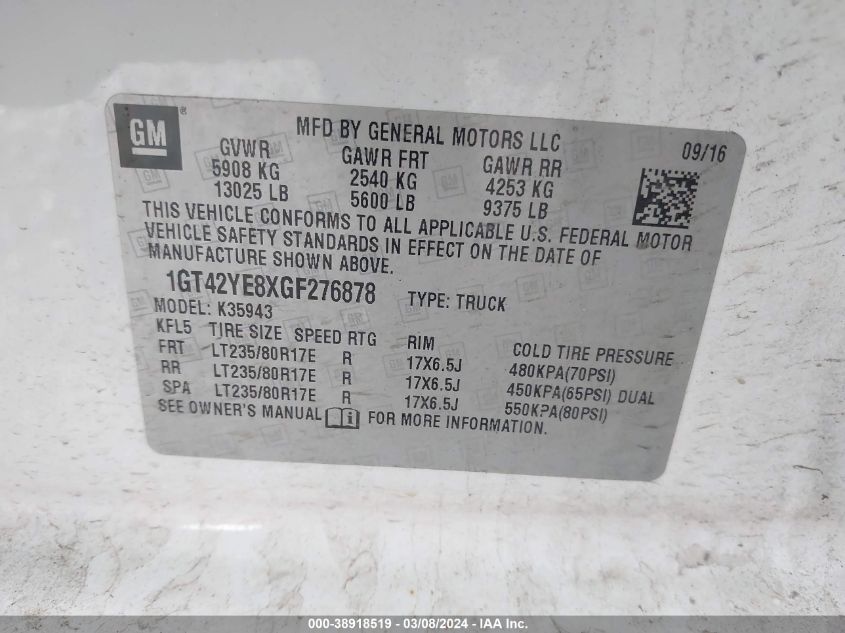 GM®
MFD BY GENERAL MOTORS LLC 09/16
GVWR GAWR FRT GAWR RR
5908 KG 2540 KG 4253 KG
13025 LB 5600 LB 9375 LB
THIS VEHICLE CONFORMS TO ALL APPLICABLE U.S. FEDERAL MOTOR
VEHICLE SAFETY STANDARDS IN EFFECT ON THE DATE OF
MANUFACTURE SHOWN ABOVE.
1GT42YE8XGF276878 TYPE: TRUCK
MODEL: K35943
KFL5 TIRE SIZE SPEED RTG RIM COLD TIRE PRESSURE
FRT LT235/80R17E R 17X6.5J 480KPA(70PSI)
RR LT235/80R17E R 17X6.5J 450KPA(65PSI) DUAL
SPA LT235/80R17E R 17X6.5J 550KPA(80PSI)
SEE OWNER'S MANUAL FOR MORE INFORMATION.
000-38918519 - 03/08/2024 - IAA Inc.